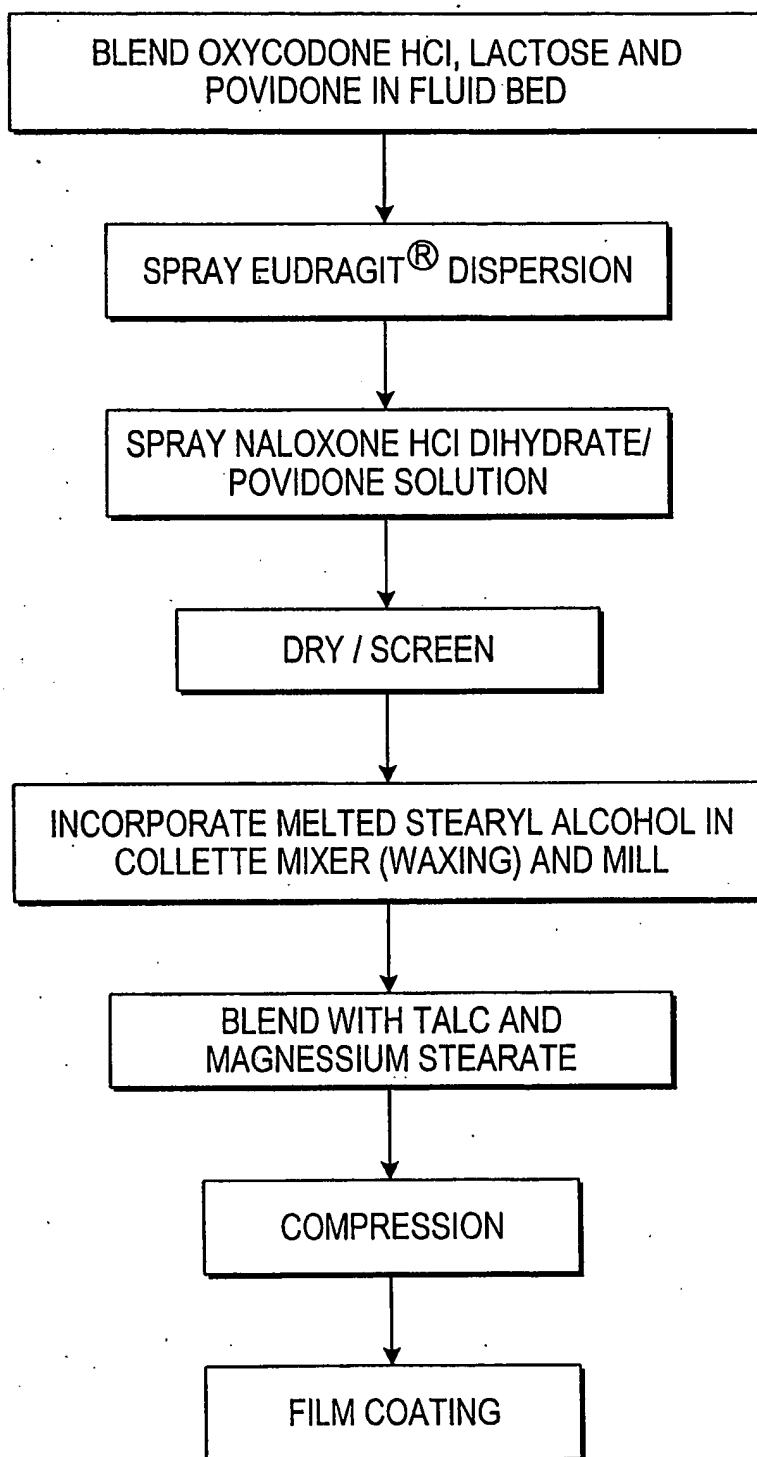 BLEND OXYCODONE HCl, LACTOSE AND
POVIDONE IN FLUID BED
SPRAY EUDRAGIT® DISPERSION
SPRAY NALOXONE HCl DIHYDRATE/
POVIDONE SOLUTION
DRY / SCREEN
INCORPORATE MELTED STEARYL ALCOHOL IN
COLLETTE MIXER (WAXING) AND MILL
BLEND WITH TALC AND
MAGNESSIUM STEARATE
COMPRESSION
FILM COATING